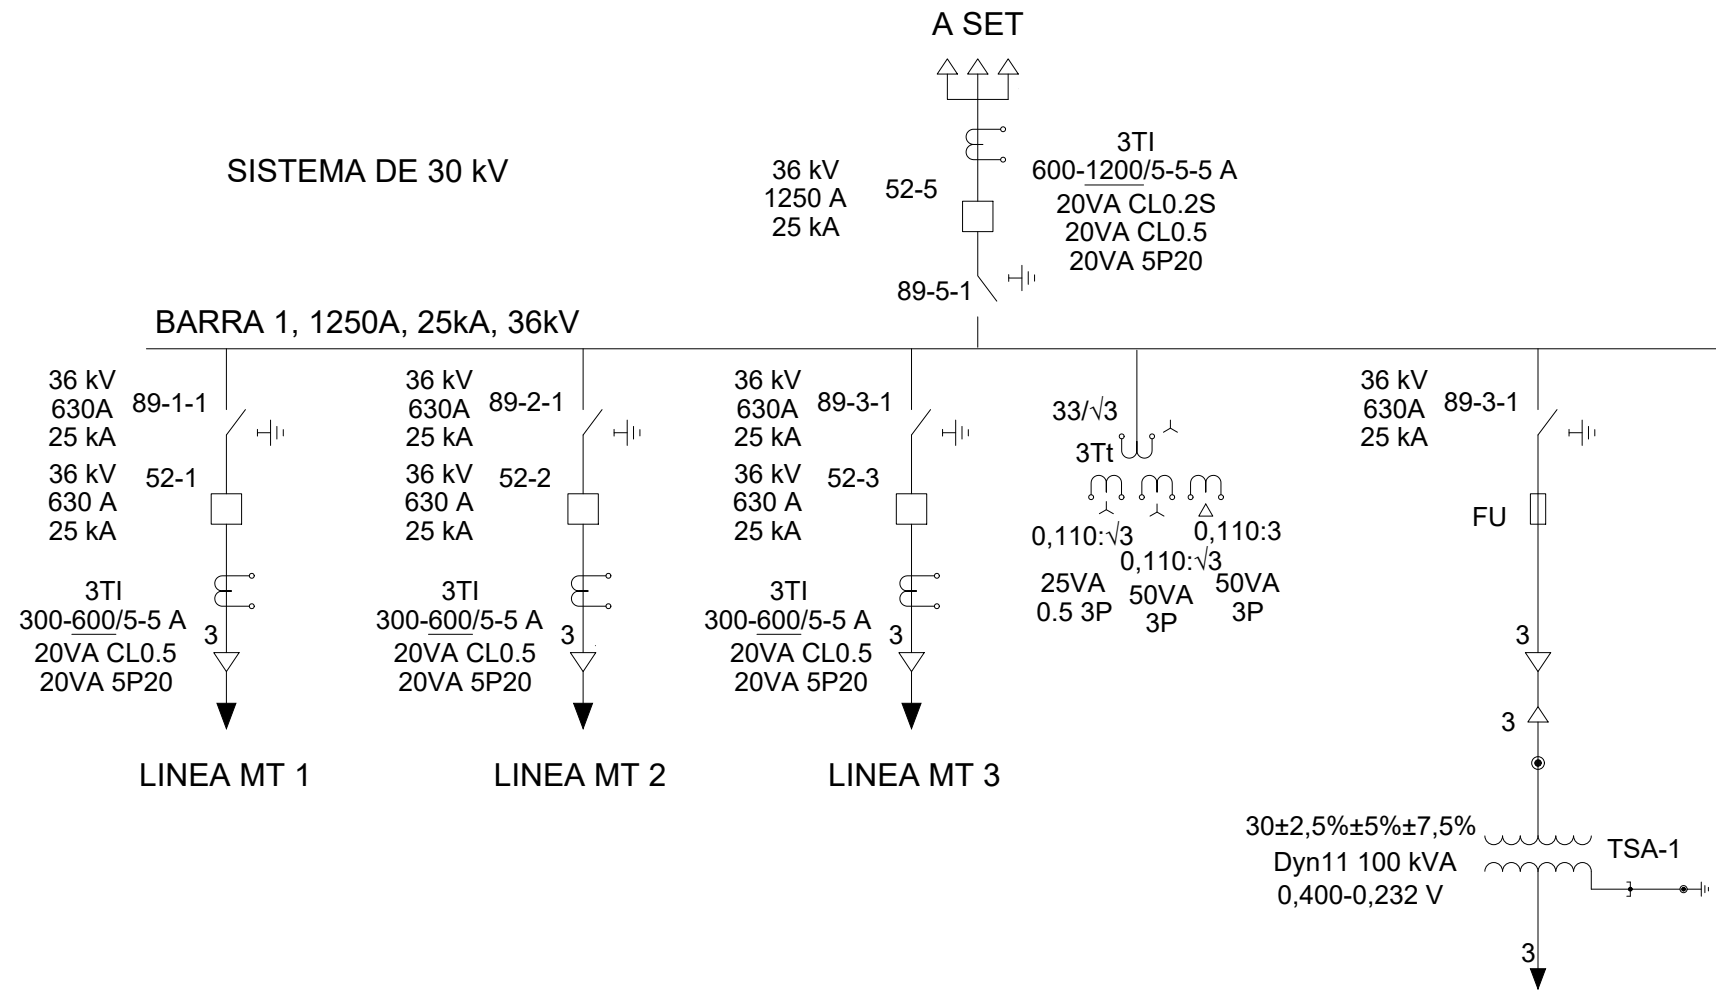 A SET
SISTEMA DE 30 kV
36 kV
1250 A
25 kA
52-5
3TI
600-1200/5-5-5 A
20VA CL0.2S
20VA CL0.5
20VA 5P20
89-5-1
BARRA 1, 1250A, 25kA, 36kV
36 kV
630A
25 kA
89-1-1
36 kV
630 A
25 kA
52-1
3TI
300-600/5-5 A
3
20VA CL0.5
20VA 5P20
LINEA MT 1
36 kV
630A
25 kA
89-2-1
36 kV
630 A
25 kA
52-2
3TI
300-600/5-5 A
3
20VA CL0.5
20VA 5P20
LINEA MT 2
36 kV
630A
25 kA
89-3-1
36 kV
630 A
25 kA
52-3
3TI
300-600/5-5 A
3
20VA CL0.5
20VA 5P20
LINEA MT 3
33/√3
3Tt
0,110:√3
25VA
0.5 3P
0,110:√3
50VA
3P
0,110:3
50VA
3P
36 kV
630A
25 kA
89-3-1
FU
3
3
30±2,5%±5%±7,5%
Dyn11 100 kVA
0,400-0,232 V
TSA-1
3